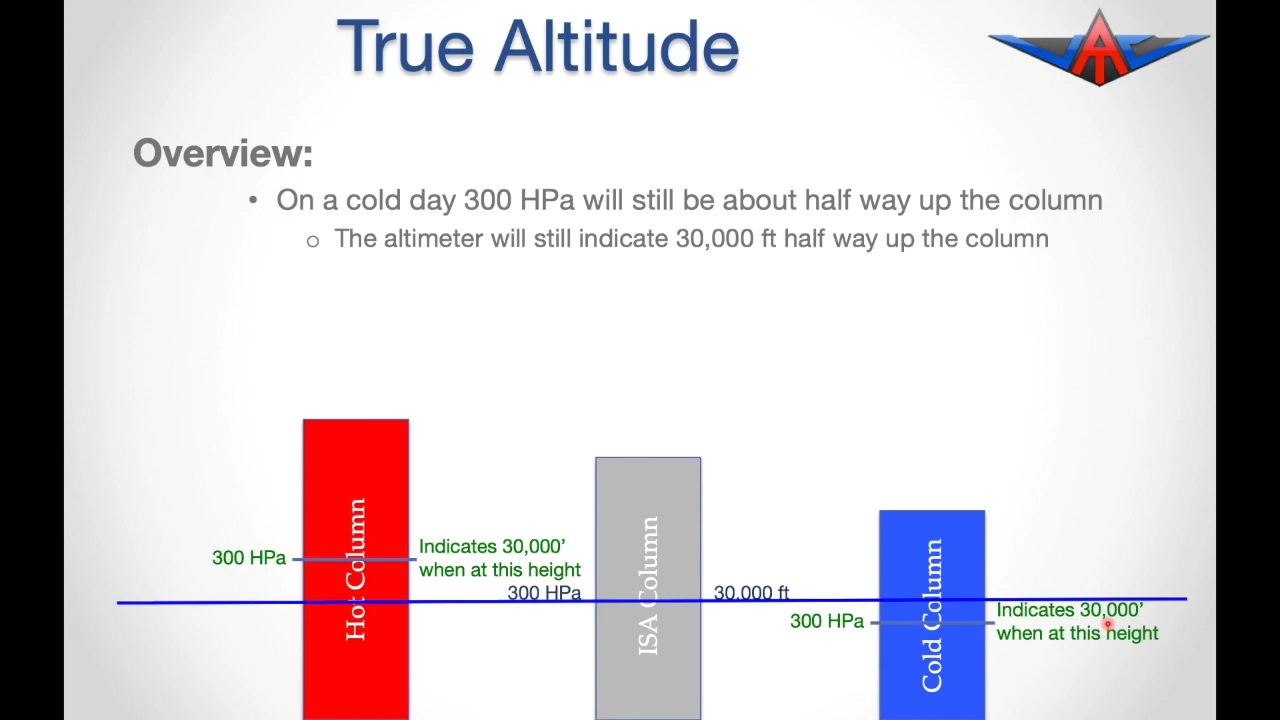 True Altitude
Overview:
• On a cold day 300 HPa will still be about half way up the column
o The altimeter will still indicate 30,000 ft half way up the column
Hot Column
300 HPa
Indicates 30,000’
when at this height
ISA Column
300 HPa
30,000 ft
Cold Column
300 HPa
Indicates 30,000’
when at this height